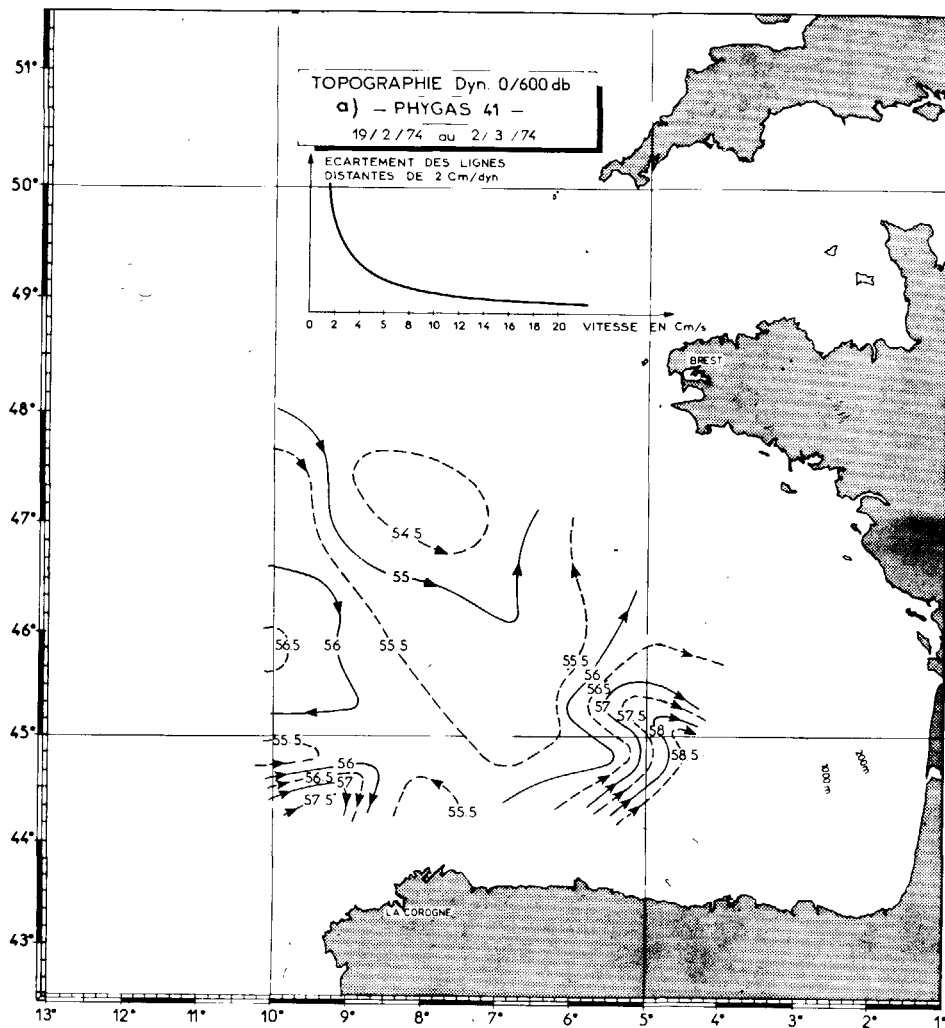 TOPOGRAPHIE Dyn. 0/600 db
a) – PHYGAS 41 –
19/2/74 au 2/3/74
ECARTEMENT DES LIGNES
DISTANTES DE 2 Cm/dyn
0 2 4 6 8 10 12 14 16 18 20 VITESSE EN Cm/s
51°
50°
49°
48°
47°
46°
45°
44°
43°
BREST
LA COROGNE
54.5
55
55.5
56
56.5
55.5
56
56.5
57
57.5
58
58.5
55.5
56
56.5
57
57.5
55.5
1000m
200m
13° 12° 11° 10° 9° 8° 7° 6° 5° 4° 3° 2° 1°